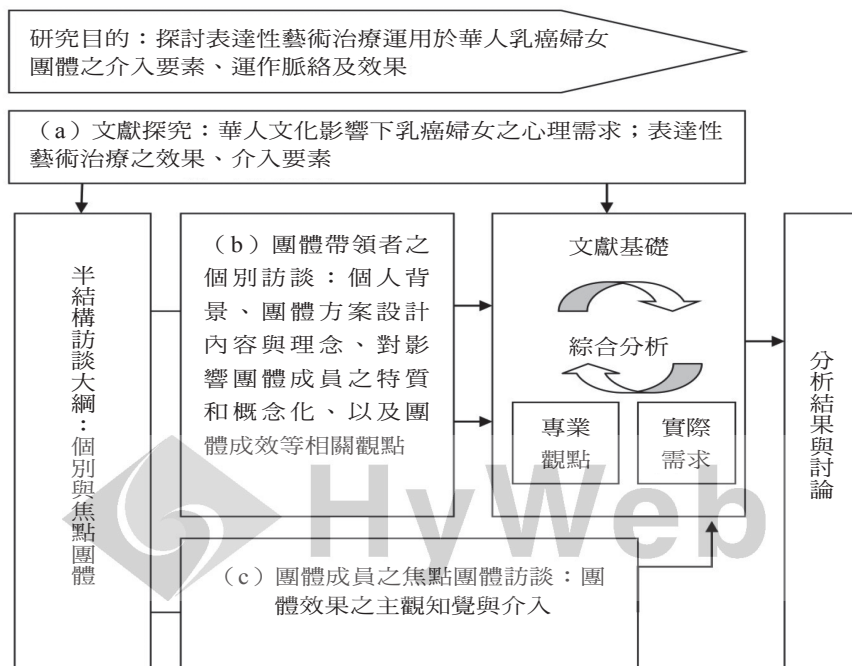 研究目的：探討表達性藝術治療運用於華人乳癌婦女
團體之介入要素、運作脈絡及效果
（a）文獻探究：華人文化影響下乳癌婦女之心理需求；表達性
藝術治療之效果、介入要素
半結構訪談大綱：個別與焦點團體
（b）團體帶領者之
個別訪談：個人背
景、團體方案設計
內容與理念、對影
響團體成員之特質
和概念化、以及團
體成效等相關觀點
文獻基礎
綜合分析
專業
觀點
實際
需求
分析結果與討論
（c）團體成員之焦點團體訪談：團
體效果之主觀知覺與介入
HyWeb